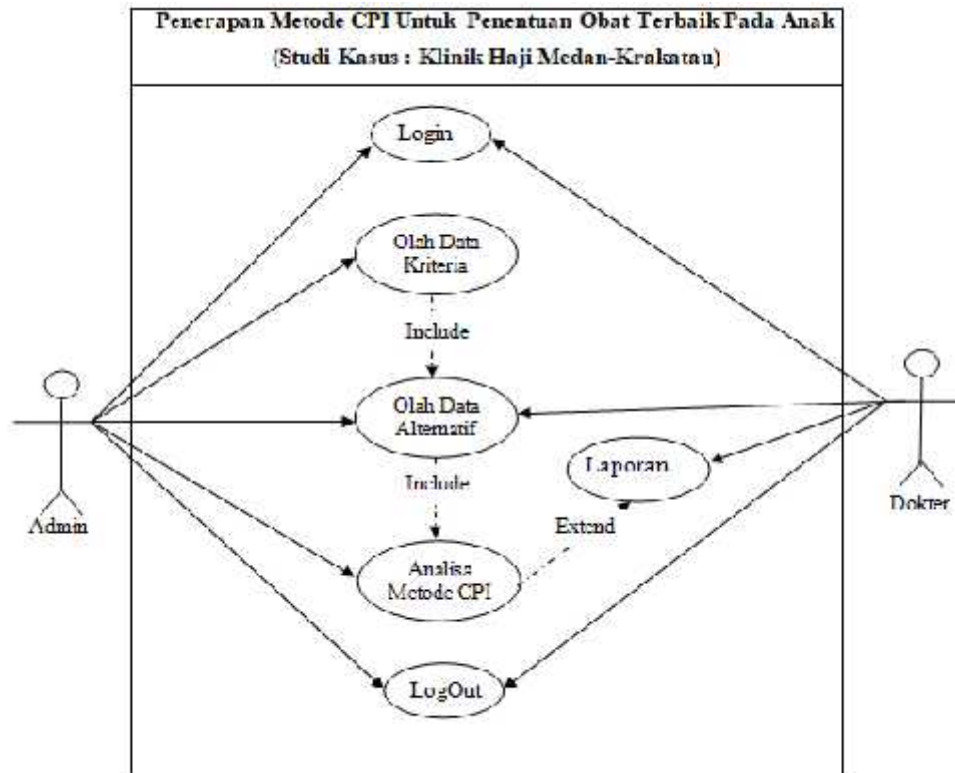 Penerapan Metode CPI Untuk Penentuan Obat Terbaik Pada Anak
(Studi Kasus : Klinik Haji Medan-Krakatau)
Login
Olah Data
Kriteria
Include
Olah Data
Alternatif
Include
Laporan
Admin
Dokter
Extend
Analisa
Metode CPI
LogOut